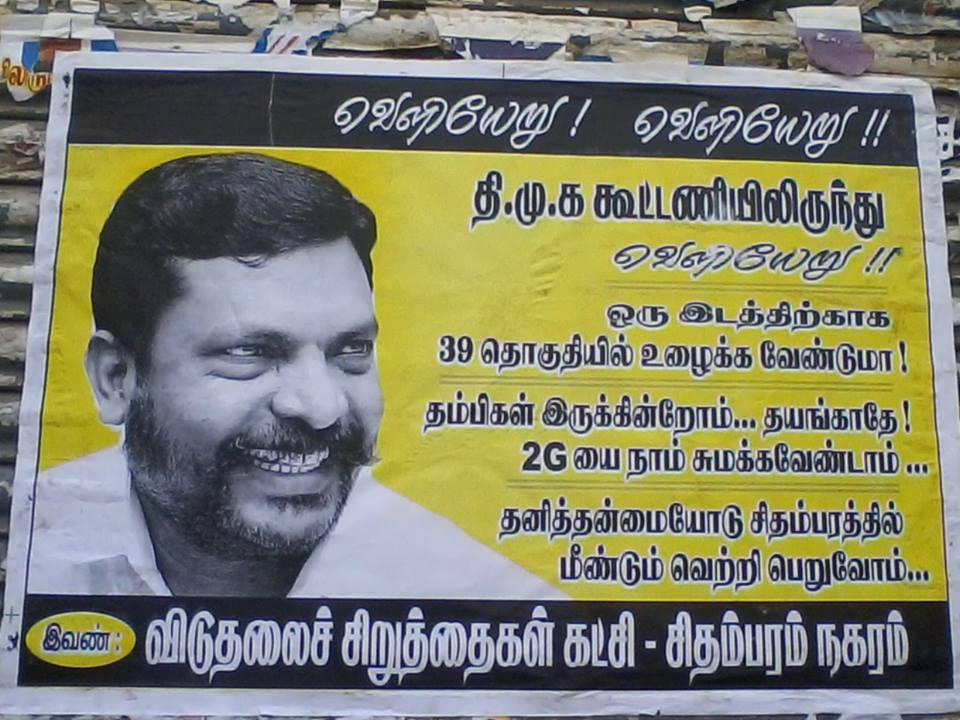 வெளியேறு ! வெளியேறு !!
தி.மு.க கூட்டணியிலிருந்து
வெளியேறு !!
ஒரு இடத்திற்காக
39 தொகுதியில் உழைக்க வேண்டுமா !
தம்பிகள் இருக்கின்றோம்... தயங்காதே !
2G யை நாம் சுமக்கவேண்டாம் ...
தனித்தன்மையோடு சிதம்பரத்தில்
மீண்டும் வெற்றி பெறுவோம்...
இவண் : விடுதலைச் சிறுத்தைகள் கட்சி - சிதம்பரம் நகரம்